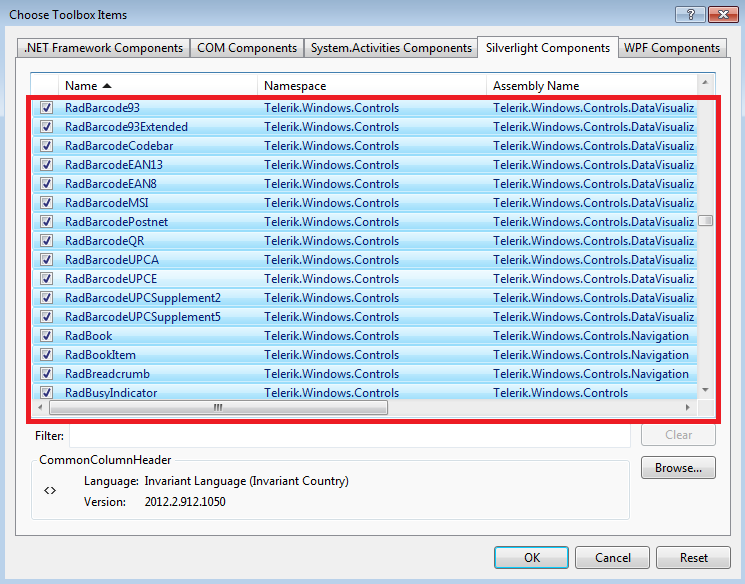 Choose Toolbox Items
.NET Framework Components COM Components System.Activities Components Silverlight Components WPF Components
Name Namespace Assembly Name
RadBarcode93 Telerik.Windows.Controls Telerik.Windows.Controls.DataVisualiz
RadBarcode93Extended Telerik.Windows.Controls Telerik.Windows.Controls.DataVisualiz
RadBarcodeCodebar Telerik.Windows.Controls Telerik.Windows.Controls.DataVisualiz
RadBarcodeEAN13 Telerik.Windows.Controls Telerik.Windows.Controls.DataVisualiz
RadBarcodeEAN8 Telerik.Windows.Controls Telerik.Windows.Controls.DataVisualiz
RadBarcodeMSI Telerik.Windows.Controls Telerik.Windows.Controls.DataVisualiz
RadBarcodePostnet Telerik.Windows.Controls Telerik.Windows.Controls.DataVisualiz
RadBarcodeQR Telerik.Windows.Controls Telerik.Windows.Controls.DataVisualiz
RadBarcodeUPCA Telerik.Windows.Controls Telerik.Windows.Controls.DataVisualiz
RadBarcodeUPCE Telerik.Windows.Controls Telerik.Windows.Controls.DataVisualiz
RadBarcodeUPCSupplement2 Telerik.Windows.Controls Telerik.Windows.Controls.DataVisualiz
RadBarcodeUPCSupplement5 Telerik.Windows.Controls Telerik.Windows.Controls.DataVisualiz
RadBook Telerik.Windows.Controls Telerik.Windows.Controls.Navigation
RadBookItem Telerik.Windows.Controls Telerik.Windows.Controls.Navigation
RadBreadcrumb Telerik.Windows.Controls Telerik.Windows.Controls.Navigation
RadBusyIndicator Telerik.Windows.Controls Telerik.Windows.Controls
Filter: Clear
CommonColumnHeader
Browse...
Language: Invariant Language (Invariant Country)
Version: 2012.2.912.1050
OK Cancel Reset